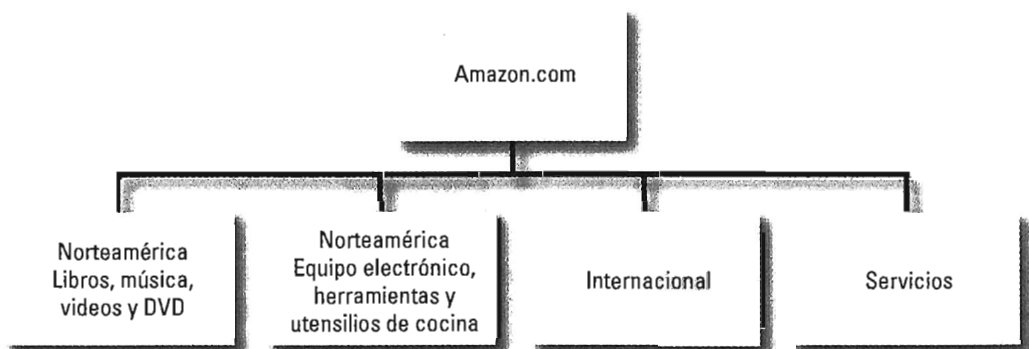 Amazon.com
Norteamérica
Libros, música,
videos y DVD
Norteamérica
Equipo electrónico,
herramientas y
utensilios de cocina
Internacional
Servicios